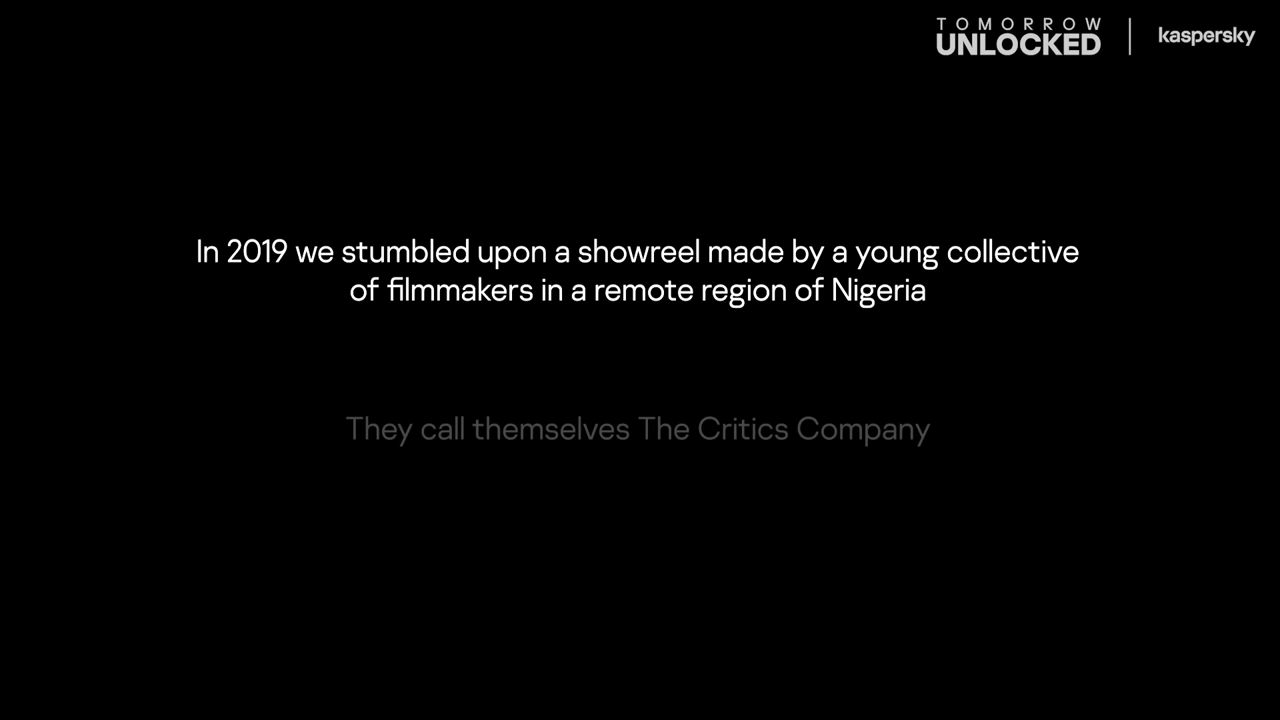 TOMORROW
UNLOCKED
kaspersky
In 2019 we stumbled upon a showreel made by a young collective
of filmmakers in a remote region of Nigeria
They call themselves The Critics Company